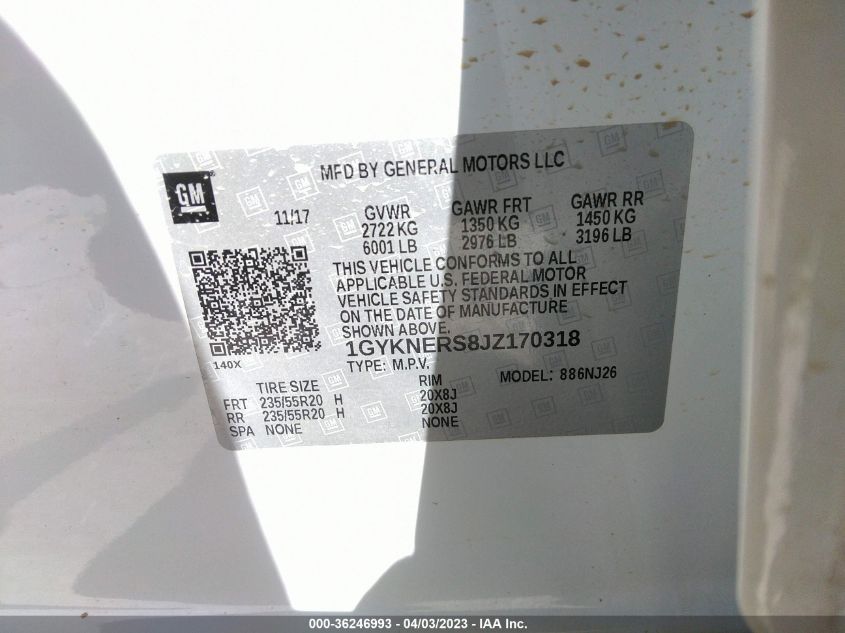 MFD BY GENERAL MOTORS LLC
GM
11/17 GVWR GAWR FRT GAWR RR
2722 KG 1350 KG 1450 KG
6001 LB 2976 LB 3196 LB
THIS VEHICLE CONFORMS TO ALL
APPLICABLE U.S. FEDERAL MOTOR
VEHICLE SAFETY STANDARDS IN EFFECT
ON THE DATE OF MANUFACTURE
SHOWN ABOVE.
1GYKNERS8JZ170318
140X
TYPE: M.P.V. MODEL: 886NJ26
TIRE SIZE RIM
FRT 235/55R20 H 20X8J
RR 235/55R20 H 20X8J
SPA NONE NONE
000-36246993 - 04/03/2023 - IAA Inc.